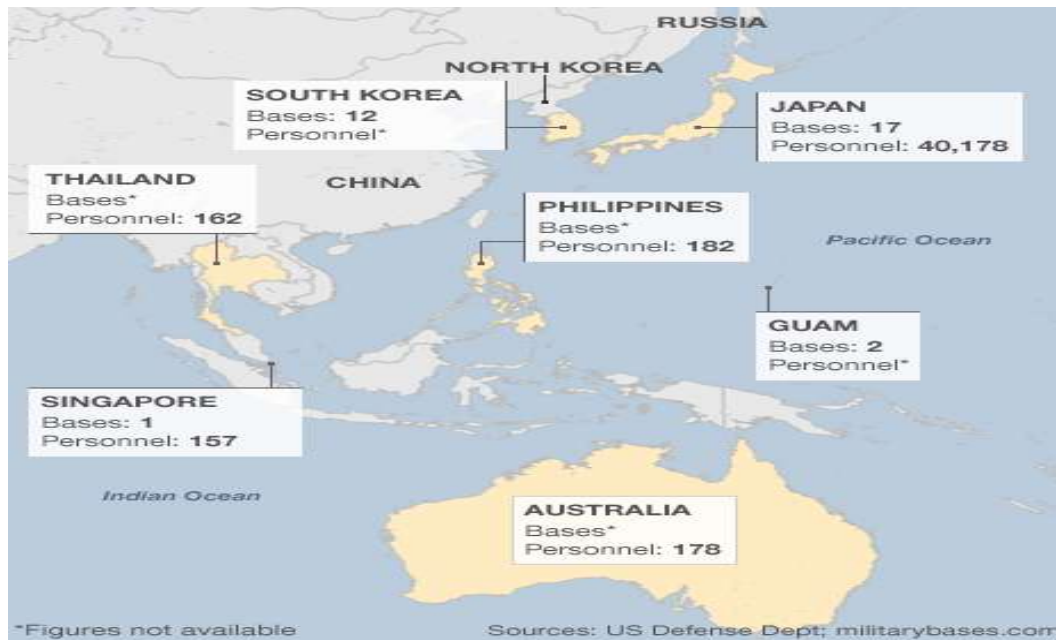 RUSSIA
NORTH KOREA
SOUTH KOREA
Bases: 12
Personnel*
JAPAN
Bases: 17
Personnel: 40,178
THAILAND
Bases*
Personnel: 162
CHINA
PHILIPPINES
Bases*
Personnel: 182
Pacific Ocean
GUAM
Bases: 2
Personnel*
SINGAPORE
Bases: 1
Personnel: 157
Indian Ocean
AUSTRALIA
Bases*
Personnel: 178
*Figures not available
Sources: US Defense Dept; militarybases.com